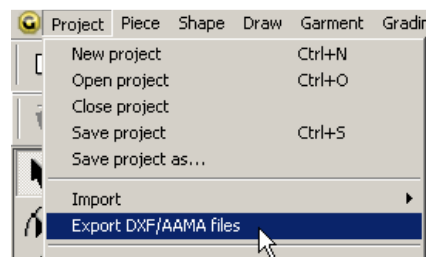 Project Piece Shape Draw Garment Gradin
New project Ctrl+N
Open project Ctrl+O
Close project
Save project Ctrl+S
Save project as...
Import
Export DXF/AAMA files